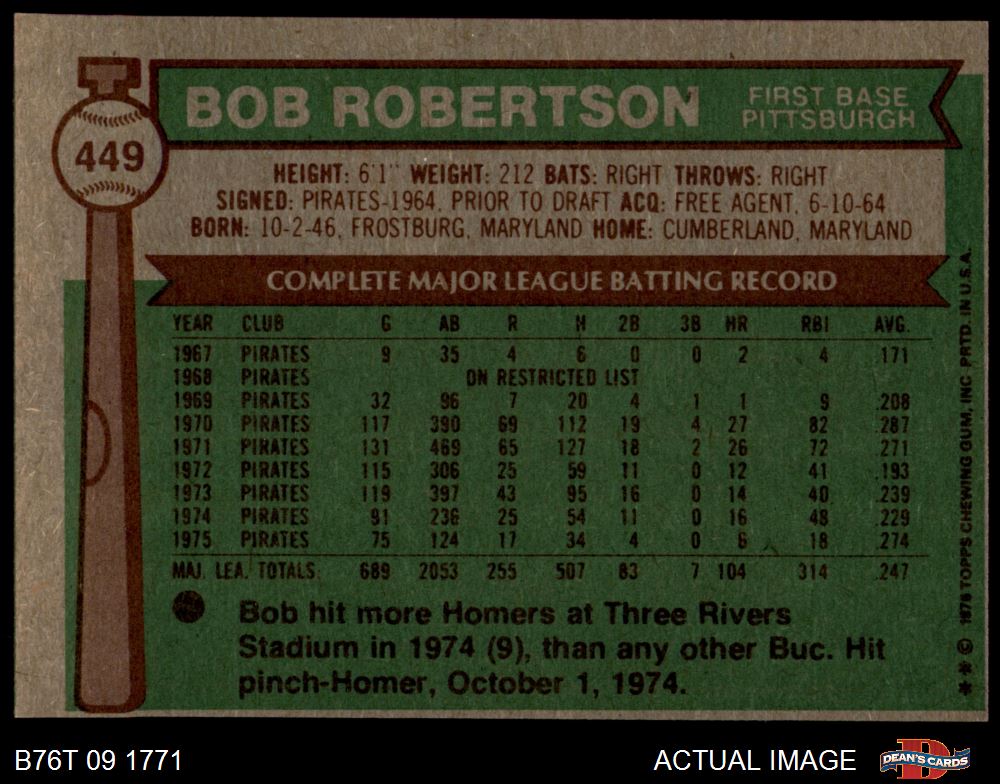 BOB ROBERTSON
FIRST BASE
PITTSBURGH
449
HEIGHT: 6'1" WEIGHT: 212 BATS: RIGHT THROWS: RIGHT
SIGNED: PIRATES-1964, PRIOR TO DRAFT ACQ: FREE AGENT, 6-10-64
BORN: 10-2-46, FROSTBURG, MARYLAND HOME: CUMBERLAND, MARYLAND
COMPLETE MAJOR LEAGUE BATTING RECORD
YEAR CLUB G AB R H 2B 3B HR RBI AVG.
1967 PIRATES 9 35 4 6 0 0 2 4 .171
1968 PIRATES ON RESTRICTED LIST
1969 PIRATES 32 96 7 20 4 1 1 9 .208
1970 PIRATES 117 390 69 112 19 4 27 82 .287
1971 PIRATES 131 469 65 127 18 2 26 72 .271
1972 PIRATES 115 306 25 59 11 0 12 41 .193
1973 PIRATES 119 397 43 95 16 0 14 40 .239
1974 PIRATES 91 236 25 54 11 0 16 48 .229
1975 PIRATES 75 124 17 34 4 0 6 18 .274
MAJ. LEA. TOTALS 689 2053 255 507 83 7 104 314 .247
Bob hit more Homers at Three Rivers
Stadium in 1974 (9), than any other Buc. Hit
pinch-Homer, October 1, 1974.
** © 1976 TOPPS CHEWING GUM, INC. PRTD. IN U.S.A.
B76T 09 1771
ACTUAL IMAGE
DEAN'S CARDS